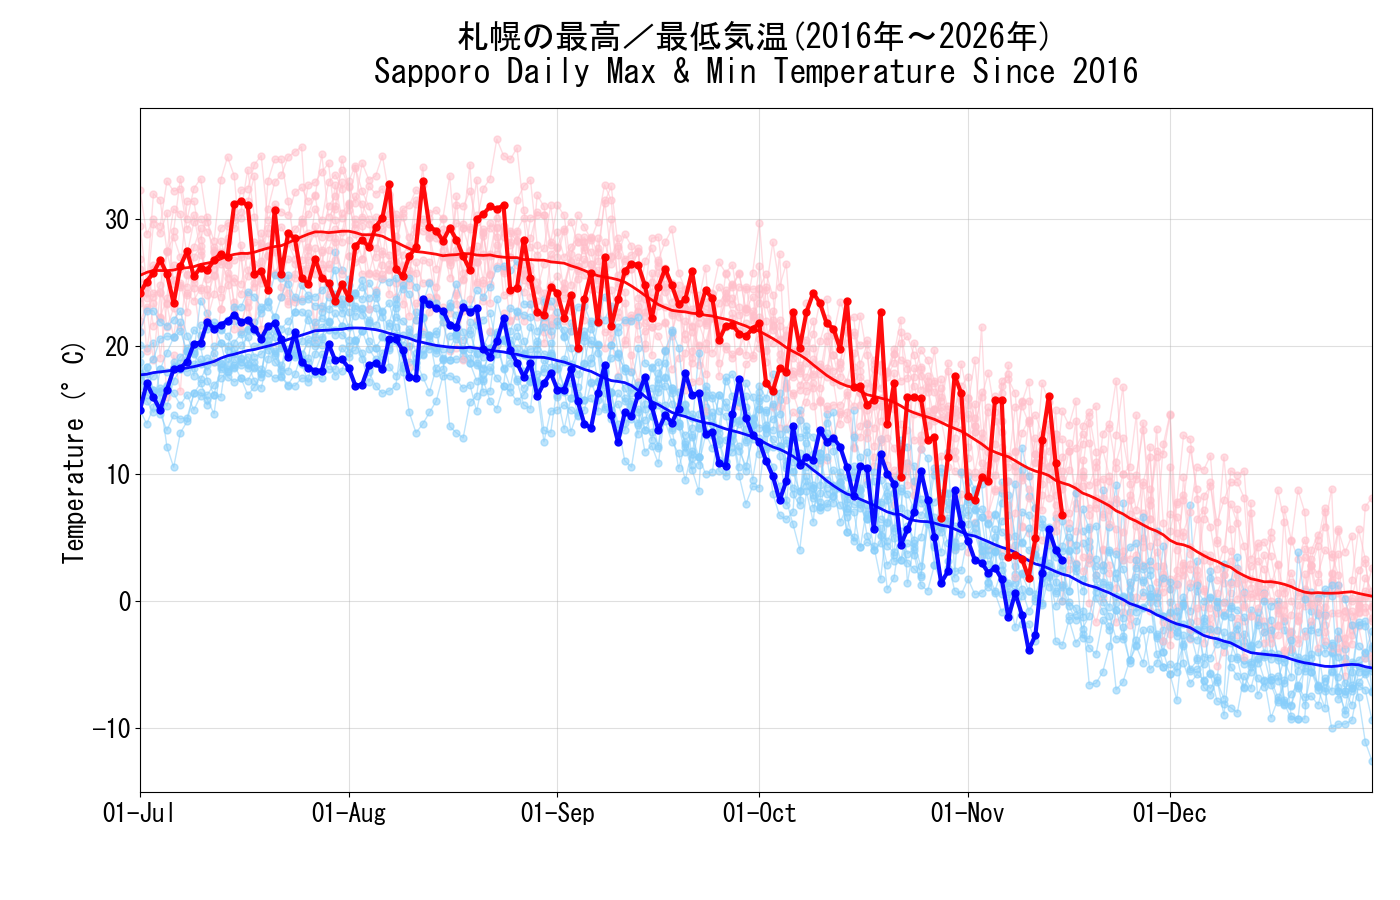 札幌の最高／最低気温(2016年～2026年)
Sapporo Daily Max & Min Temperature Since 2016
Temperature (°C)
30
20
10
0
−10
01−Jul 01−Aug 01−Sep 01−Oct 01−Nov 01−Dec